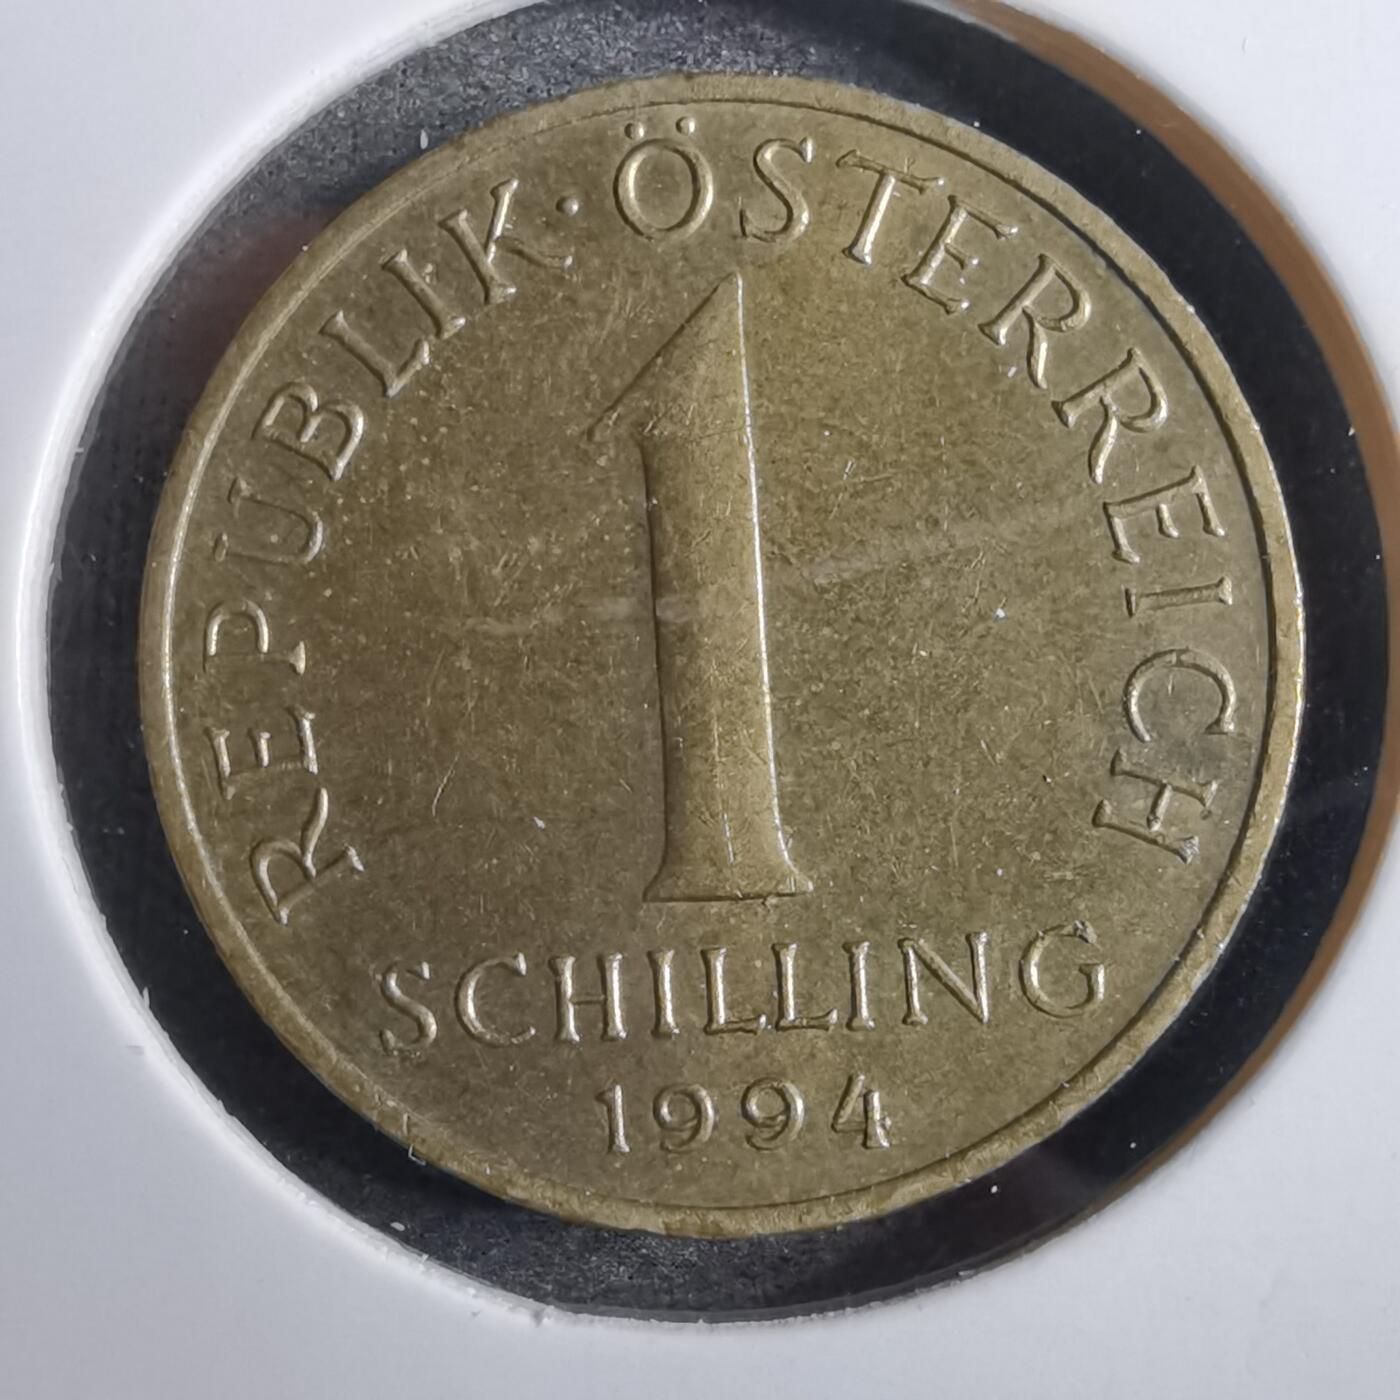 REPUBLIK · ÖSTERREICH
1
SCHILLING
1994